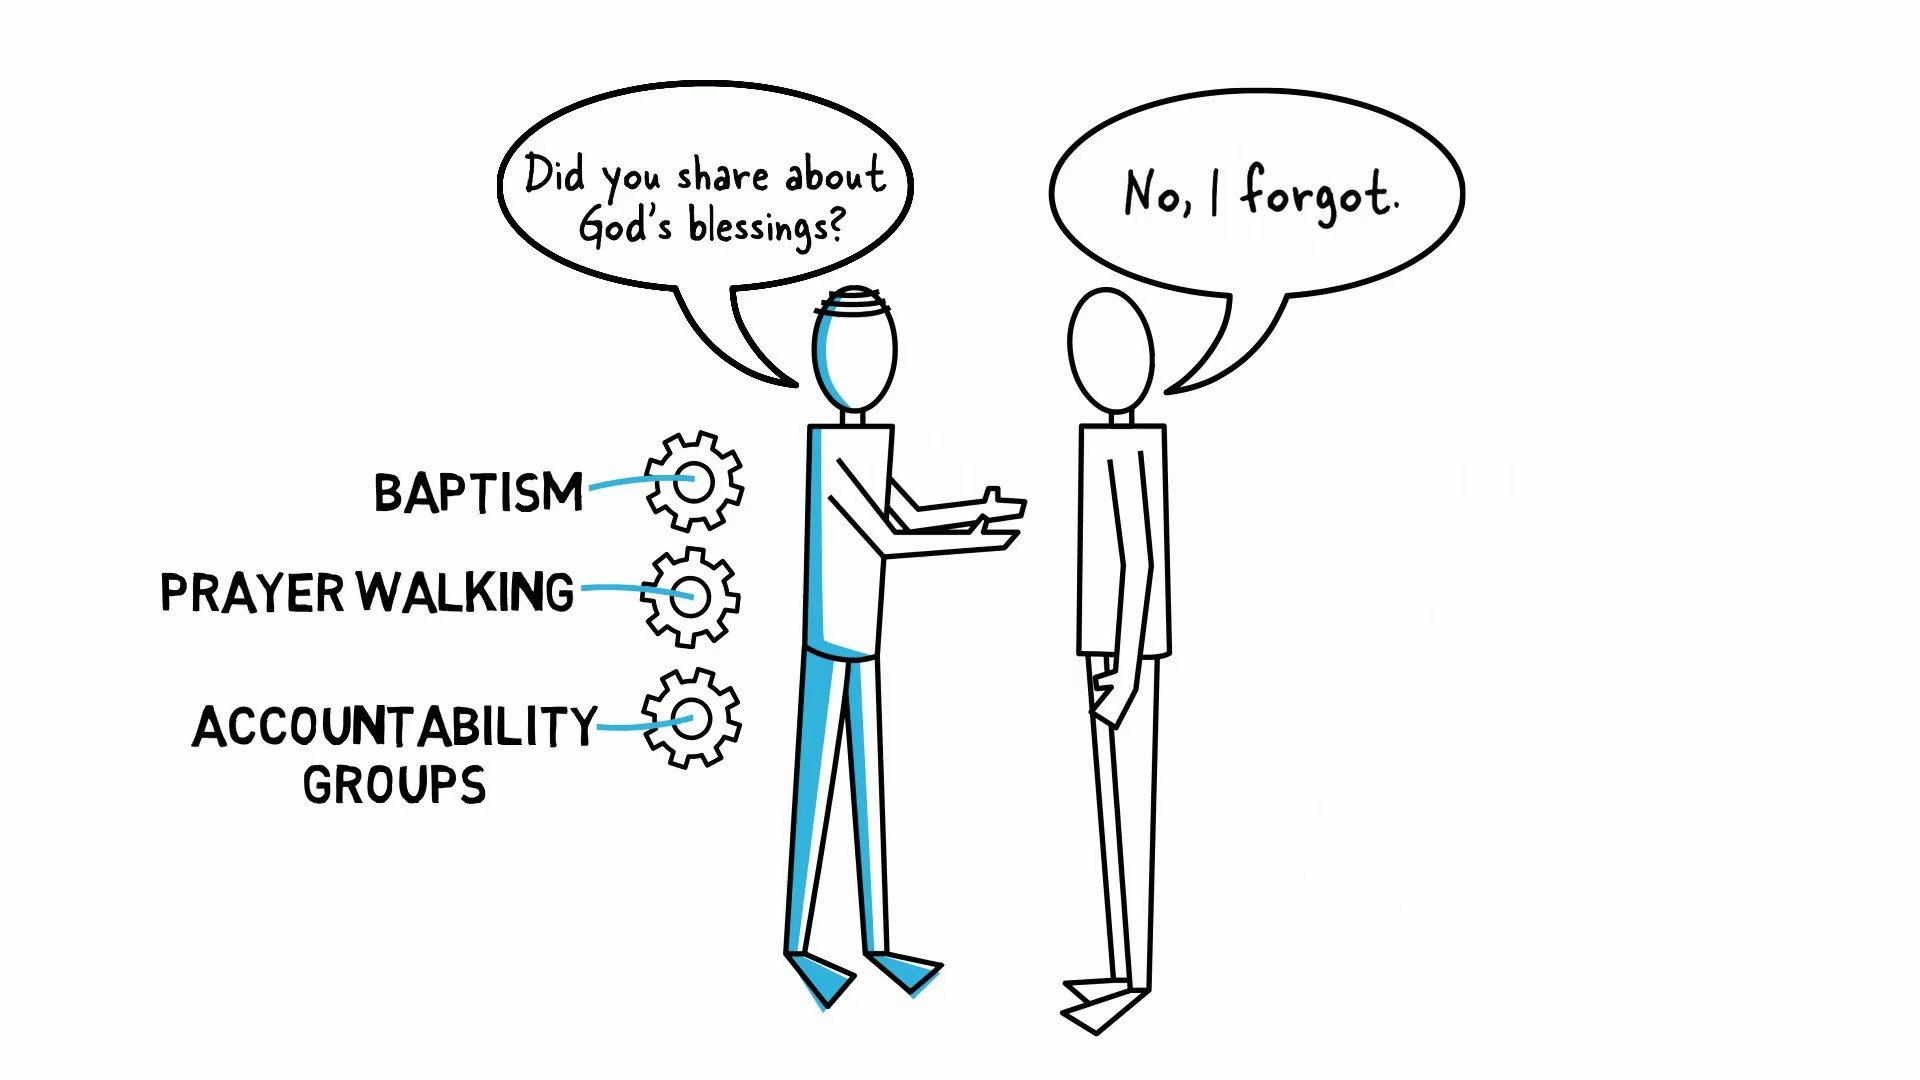 Did you share about
God's blessings?
No, I forgot.
BAPTISM
PRAYER WALKING
ACCOUNTABILITY
GROUPS